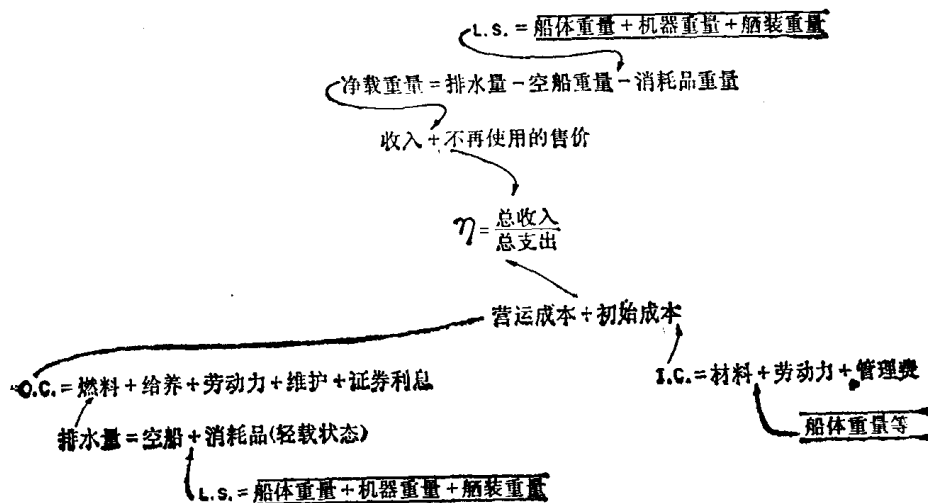 L.S.=船体重量+机器重量+舾装重量
净载重量=排水量-空船重量-消耗品重量
收入+不再使用的售价
η=总收入/总支出
营运成本+初始成本
O.C.=燃料+给养+劳动力+维护+证券利息
I.C.=材料+劳动力+管理费
排水量=空船+消耗品(轻载状态)
船体重量等
L.S.=船体重量+机器重量+舾装重量